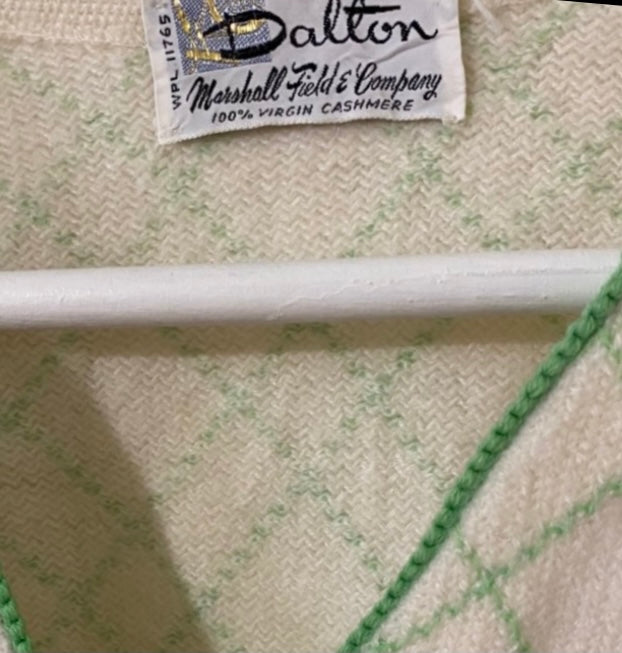 Dalton
WPL 11765
Marshall Field & Company
100% VIRGIN CASHMERE